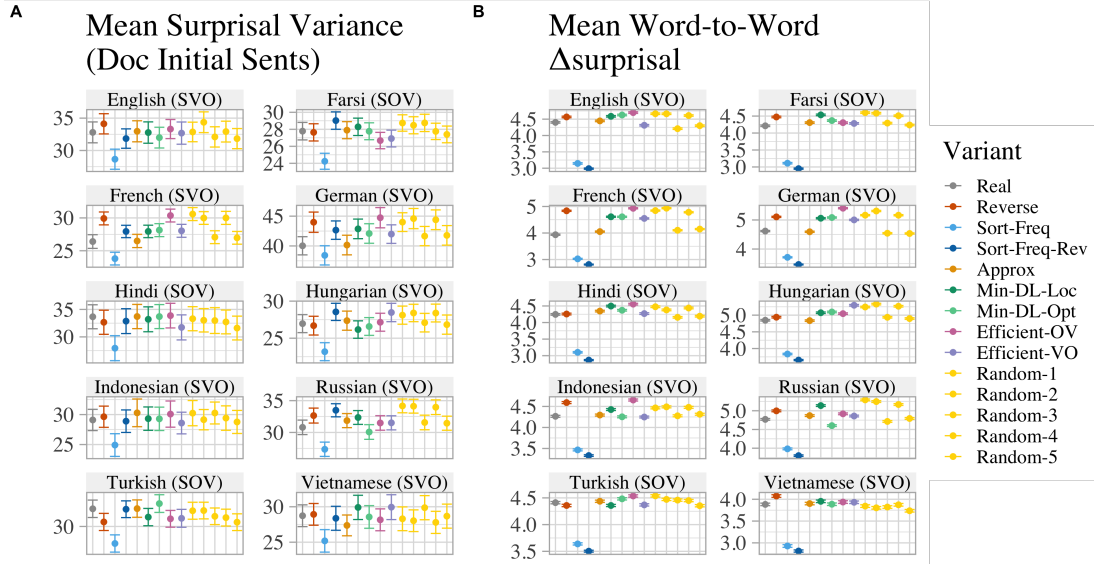 A
Mean Surprisal Variance
(Doc Initial Sents)
English (SVO)
35
30
Farsi (SOV)
30
28
26
24
French (SVO)
30
25
German (SVO)
45
40
Hindi (SOV)
35
30
Hungarian (SVO)
30
25
Indonesian (SVO)
30
25
Russian (SVO)
35
30
Turkish (SOV)
30
Vietnamese (SVO)
30
25
B
Mean Word-to-Word
Δsurprisal
English (SVO)
4.5
4.0
3.5
3.0
Farsi (SOV)
4.5
4.0
3.5
3.0
French (SVO)
5
4
3
German (SVO)
5
4
Hindi (SOV)
4.5
4.0
3.5
3.0
Hungarian (SVO)
5.0
4.5
4.0
Indonesian (SVO)
4.5
4.0
3.5
Russian (SVO)
5.0
4.5
4.0
Turkish (SOV)
4.5
4.0
3.5
Vietnamese (SVO)
4.0
3.5
3.0
Variant
Real
Reverse
Sort-Freq
Sort-Freq-Rev
Approx
Min-DL-Loc
Min-DL-Opt
Efficient-OV
Efficient-VO
Random-1
Random-2
Random-3
Random-4
Random-5